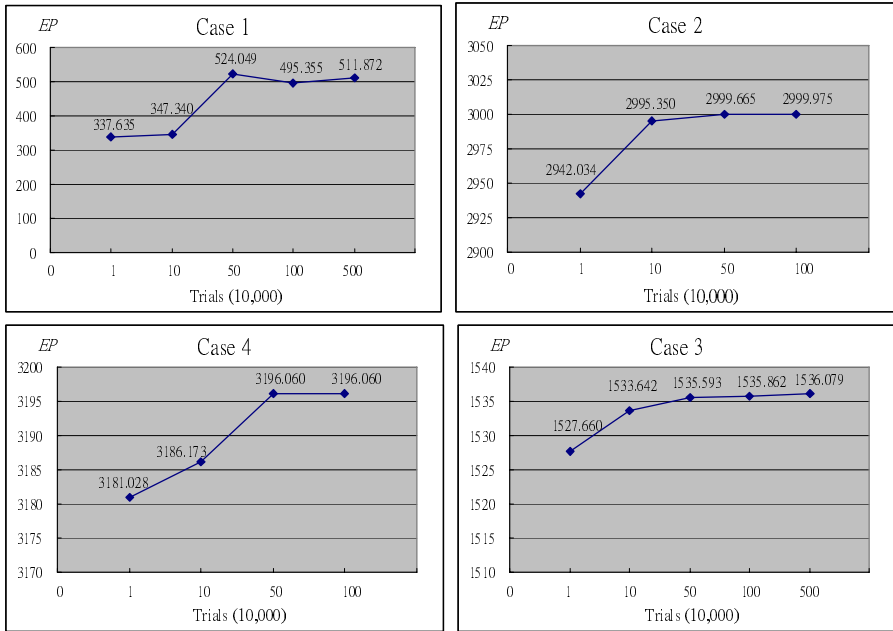 EP
Case 1
600
500
400
300
200
100
0
337.635
347.340
524.049
495.355
511.872
0 1 10 50 100 500
Trials (10,000)
EP
Case 2
3050
3025
3000
2975
2950
2925
2900
2942.034
2995.350
2999.665
2999.975
0 1 10 50 100
Trials (10,000)
EP
Case 4
3200
3195
3190
3185
3180
3175
3170
3181.028
3186.173
3196.060
3196.060
0 1 10 50 100
Trials (10,000)
EP
Case 3
1540
1535
1530
1525
1520
1515
1510
1527.660
1533.642
1535.593
1535.862
1536.079
0 1 10 50 100 500
Trials (10,000)